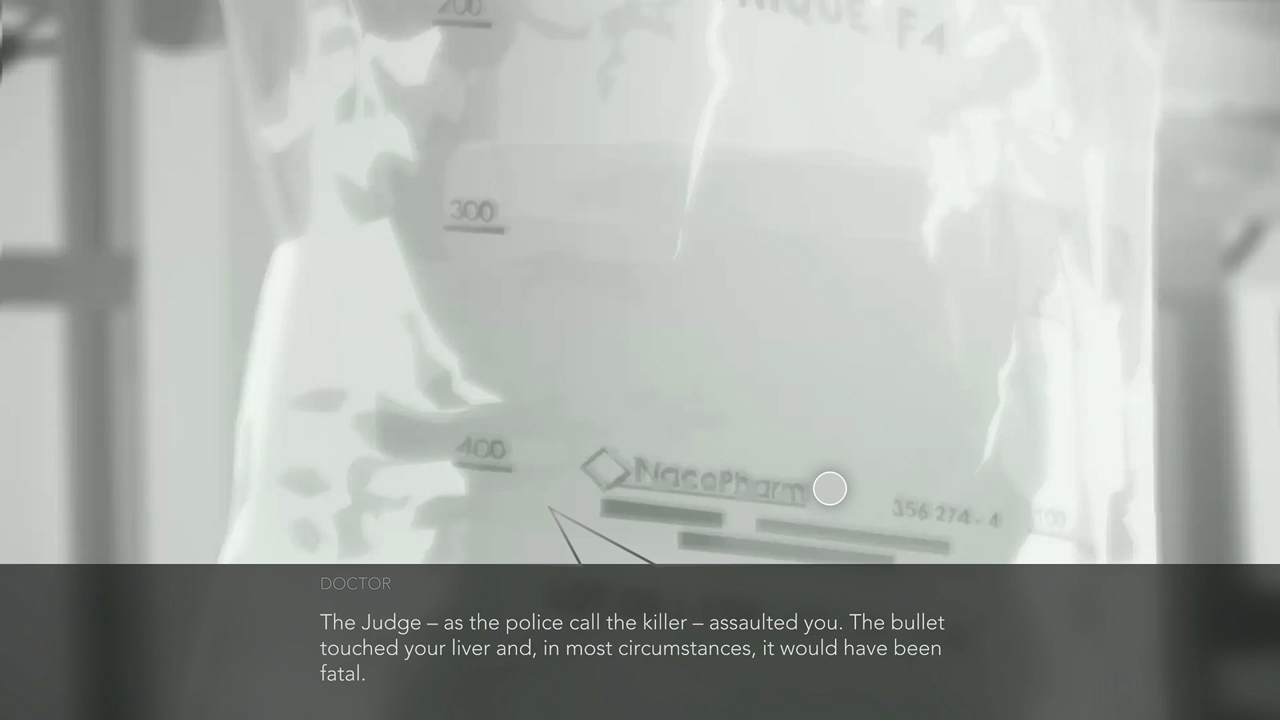 200
F4
300
400
NacoPharm
356 274 - 4 100
DOCTOR
The Judge – as the police call the killer – assaulted you. The bullet
touched your liver and, in most circumstances, it would have been
fatal.